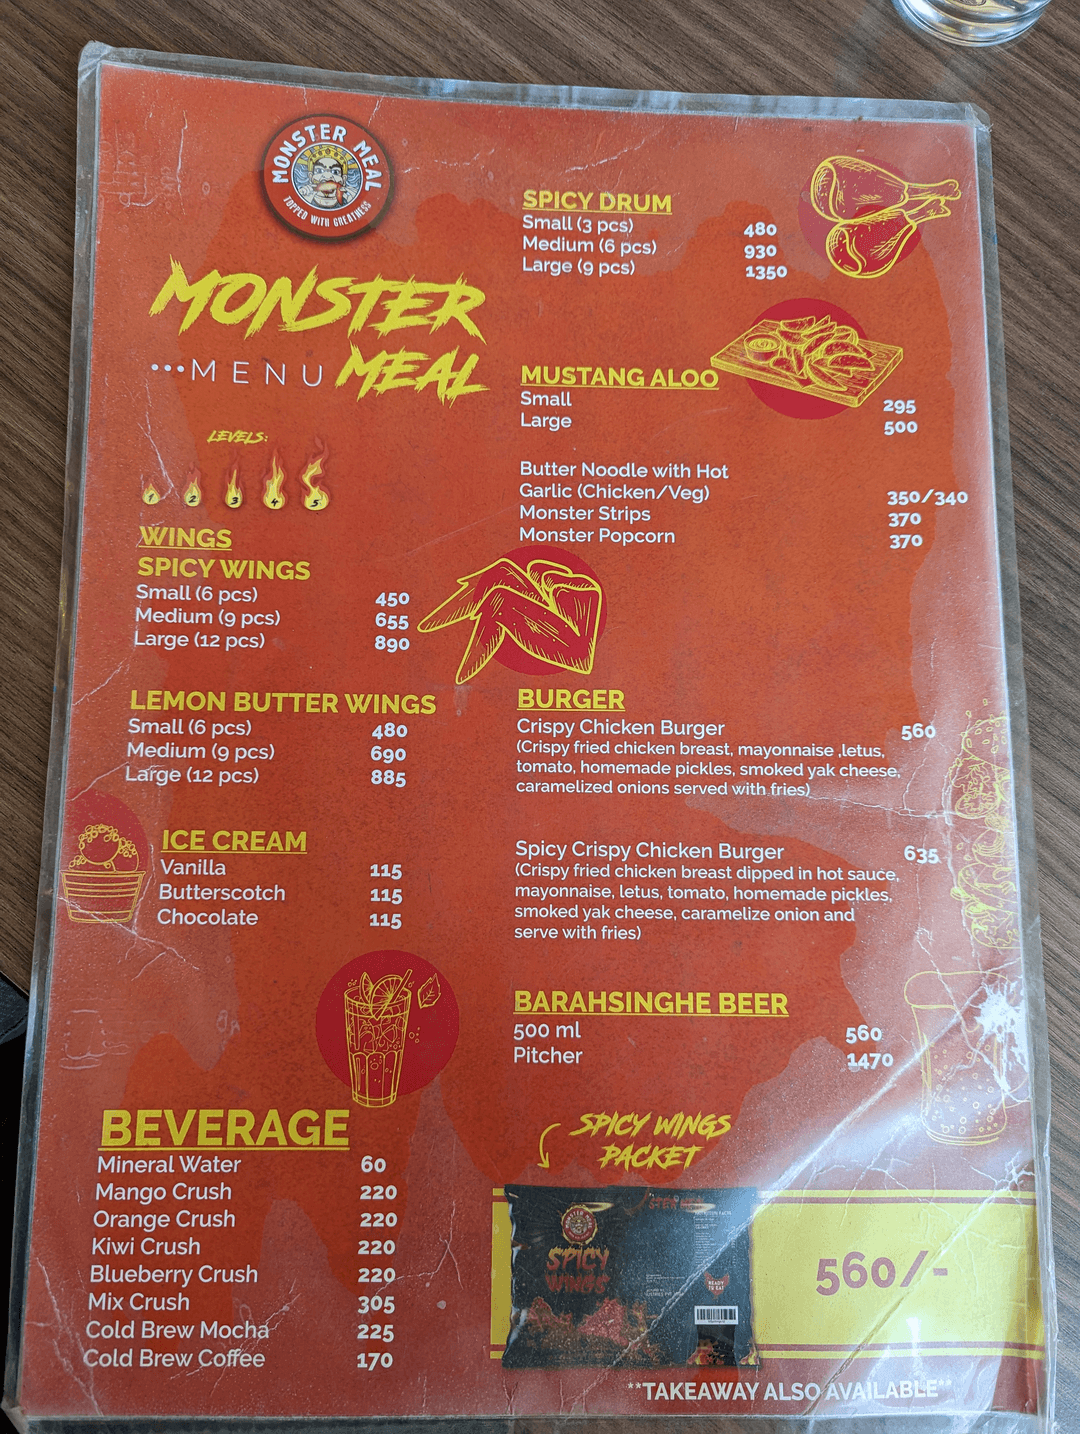 MONSTER MEAL
TOPPED WITH GREATNESS
MONSTER
MEAL
•••MENU
LEVELS:
1 2 3 4 5
WINGS
SPICY WINGS
Small (6 pcs) 450
Medium (9 pcs) 655
Large (12 pcs) 890
LEMON BUTTER WINGS
Small (6 pcs) 480
Medium (9 pcs) 690
Large (12 pcs) 885
ICE CREAM
Vanilla 115
Butterscotch 115
Chocolate 115
BEVERAGE
Mineral Water 60
Mango Crush 220
Orange Crush 220
Kiwi Crush 220
Blueberry Crush 220
Mix Crush 305
Cold Brew Mocha 225
Cold Brew Coffee 170
SPICY DRUM
Small (3 pcs) 480
Medium (6 pcs) 930
Large (9 pcs) 1350
MUSTANG ALOO
Small 295
Large 500
Butter Noodle with Hot
Garlic (Chicken/Veg) 350/340
Monster Strips 370
Monster Popcorn 370
BURGER
Crispy Chicken Burger 560
(Crispy fried chicken breast, mayonnaise ,letus,
tomato, homemade pickles, smoked yak cheese,
caramelized onions served with fries)
Spicy Crispy Chicken Burger 635
(Crispy fried chicken breast dipped in hot sauce,
mayonnaise, letus, tomato, homemade pickles,
smoked yak cheese, caramelize onion and
serve with fries)
BARAHSINGHE BEER
500 ml 560
Pitcher 1470
SPICY WINGS
PACKET
MONSTER MEAL
SPICY
WINGS
READY
TO EAT
560/-
**TAKEAWAY ALSO AVAILABLE**